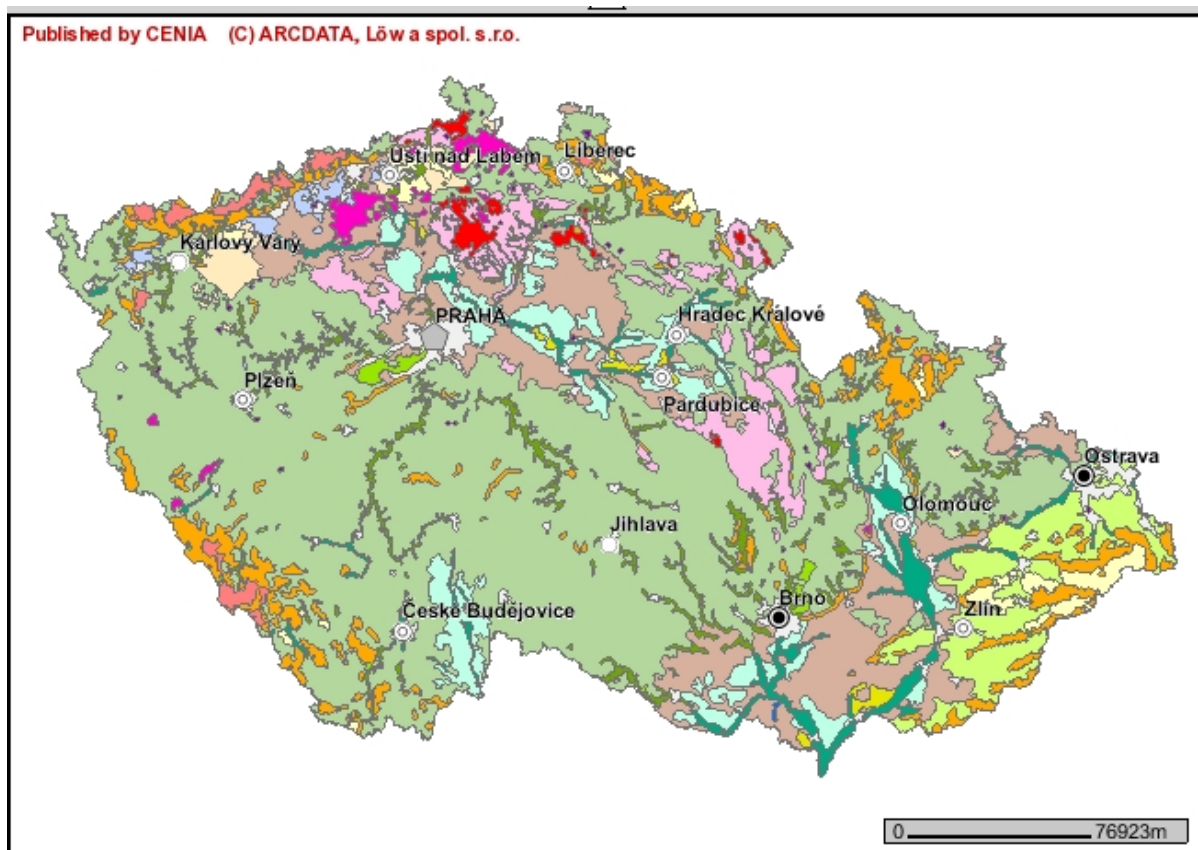 Published by CENIA (C) ARCDATA, Löw a spol. s.r.o.
Ústí nad Labem
Liberec
Karlovy Vary
PRAHA
Hradec Králové
Plzeň
Pardubice
Ostrava
Olomouc
Jihlava
Brno
Zlín
České Budějovice
0 76923m